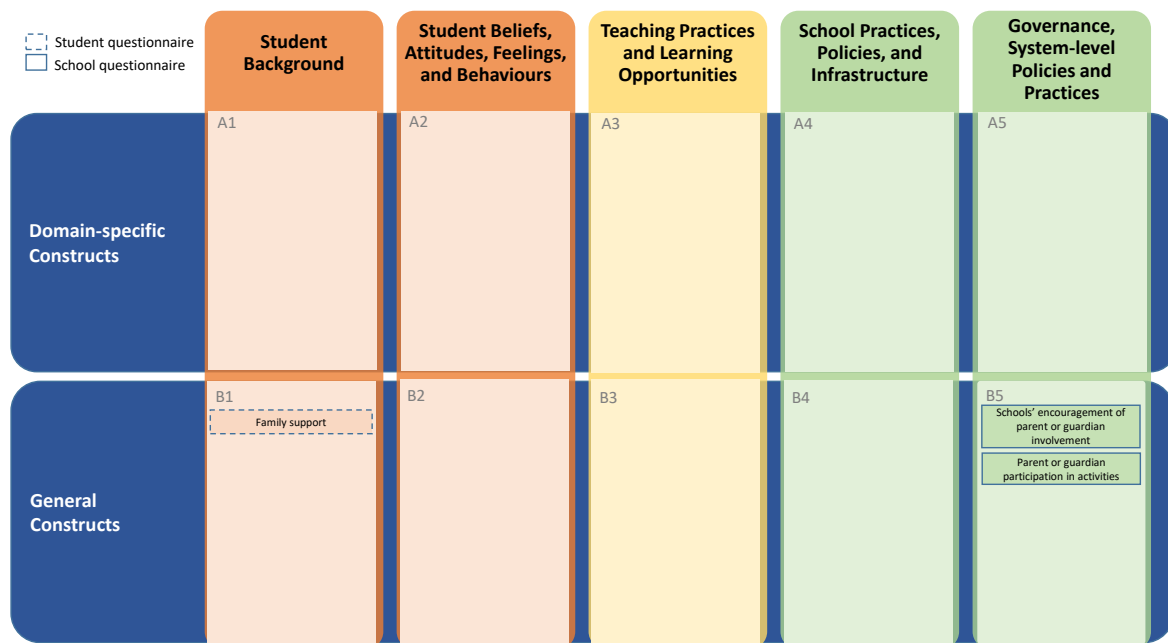 Student questionnaire
School questionnaire
Student
Background
Student Beliefs,
Attitudes, Feelings,
and Behaviours
Teaching Practices
and Learning
Opportunities
School Practices,
Policies, and
Infrastructure
Governance,
System-level
Policies and
Practices
Domain-specific
Constructs
A1
A2
A3
A4
A5
General
Constructs
B1
Family support
B2
B3
B4
B5
Schools’ encouragement of
parent or guardian
involvement
Parent or guardian
participation in activities